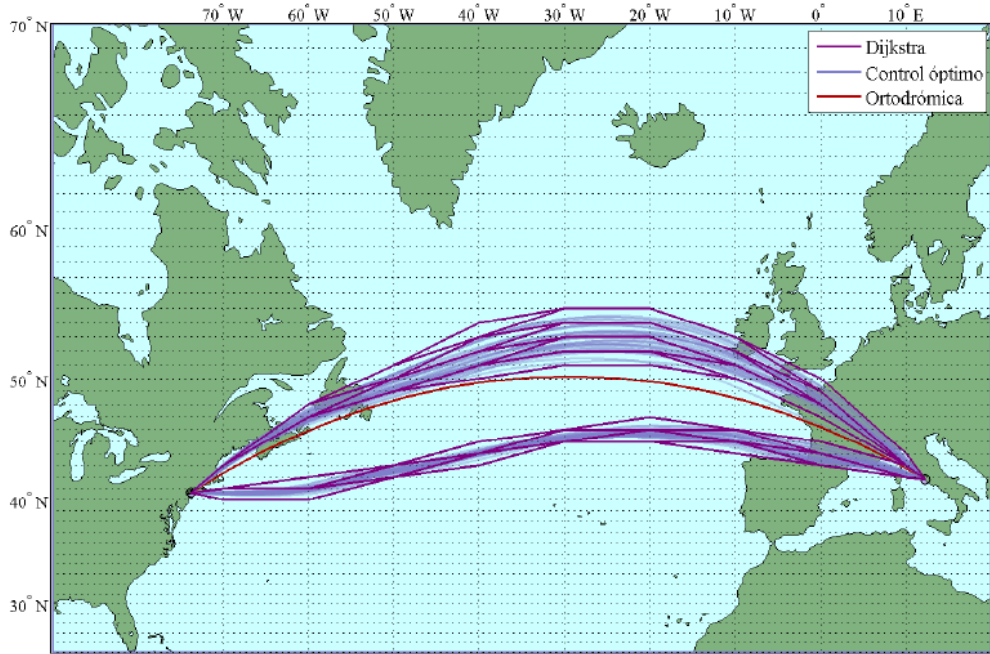 70° W 60° W 50° W 40° W 30° W 20° W 10° W 0° 10° E
70° N
Dijkstra
Control óptimo
Ortodrómica
60° N
50° N
40° N
30° N